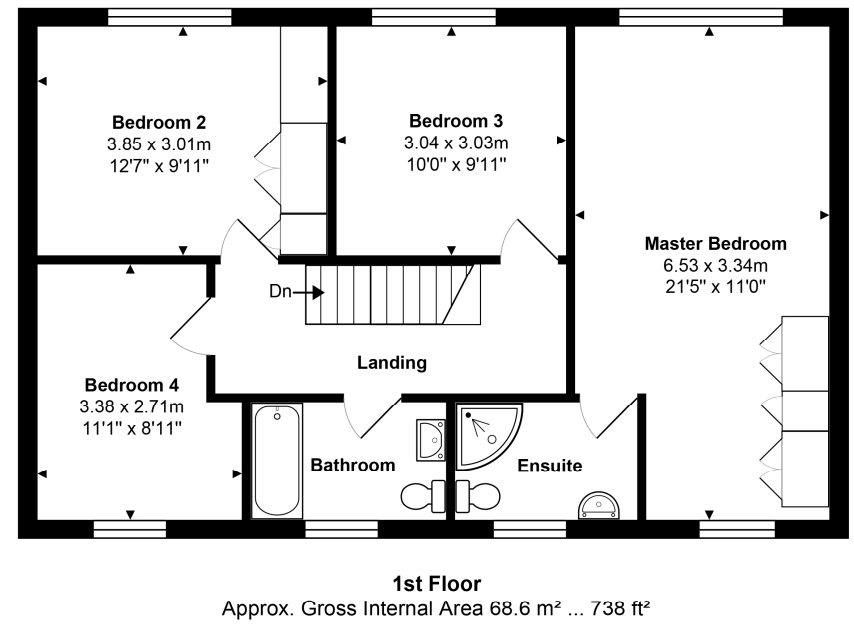 Bedroom 2
3.85 x 3.01m
12'7" x 9'11"
Bedroom 3
3.04 x 3.03m
10'0" x 9'11"
Master Bedroom
6.53 x 3.34m
21'5" x 11'0"
Dn
Landing
Bedroom 4
3.38 x 2.71m
11'1" x 8'11"
Bathroom
Ensuite
1st Floor
Approx. Gross Internal Area 68.6 m² ... 738 ft²